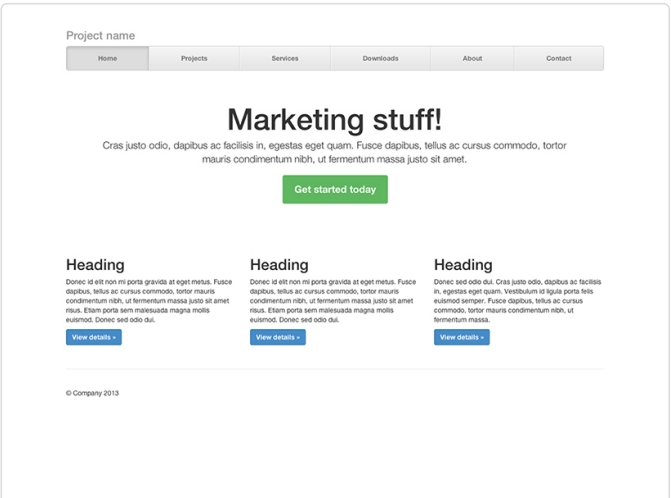 Project name
Home Projects Services Downloads About Contact
Marketing stuff!
Cras justo odio, dapibus ac facilisis in, egestas eget quam. Fusce dapibus, tellus ac cursus commodo, tortor
mauris condimentum nibh, ut fermentum massa justo sit amet.
Get started today
Heading
Donec id elit non mi porta gravida at eget metus. Fusce
dapibus, tellus ac cursus commodo, tortor mauris
condimentum nibh, ut fermentum massa justo sit amet
risus. Etiam porta sem malesuada magna mollis
euismod. Donec sed odio dui.
View details »
Heading
Donec id elit non mi porta gravida at eget metus. Fusce
dapibus, tellus ac cursus commodo, tortor mauris
condimentum nibh, ut fermentum massa justo sit amet
risus. Etiam porta sem malesuada magna mollis
euismod. Donec sed odio dui.
View details »
Heading
Donec sed odio dui. Cras justo odio, dapibus ac facilisis
in, egestas eget quam. Vestibulum id ligula porta felis
euismod semper. Fusce dapibus, tellus ac cursus
commodo, tortor mauris condimentum nibh, ut
fermentum massa.
View details »
© Company 2013